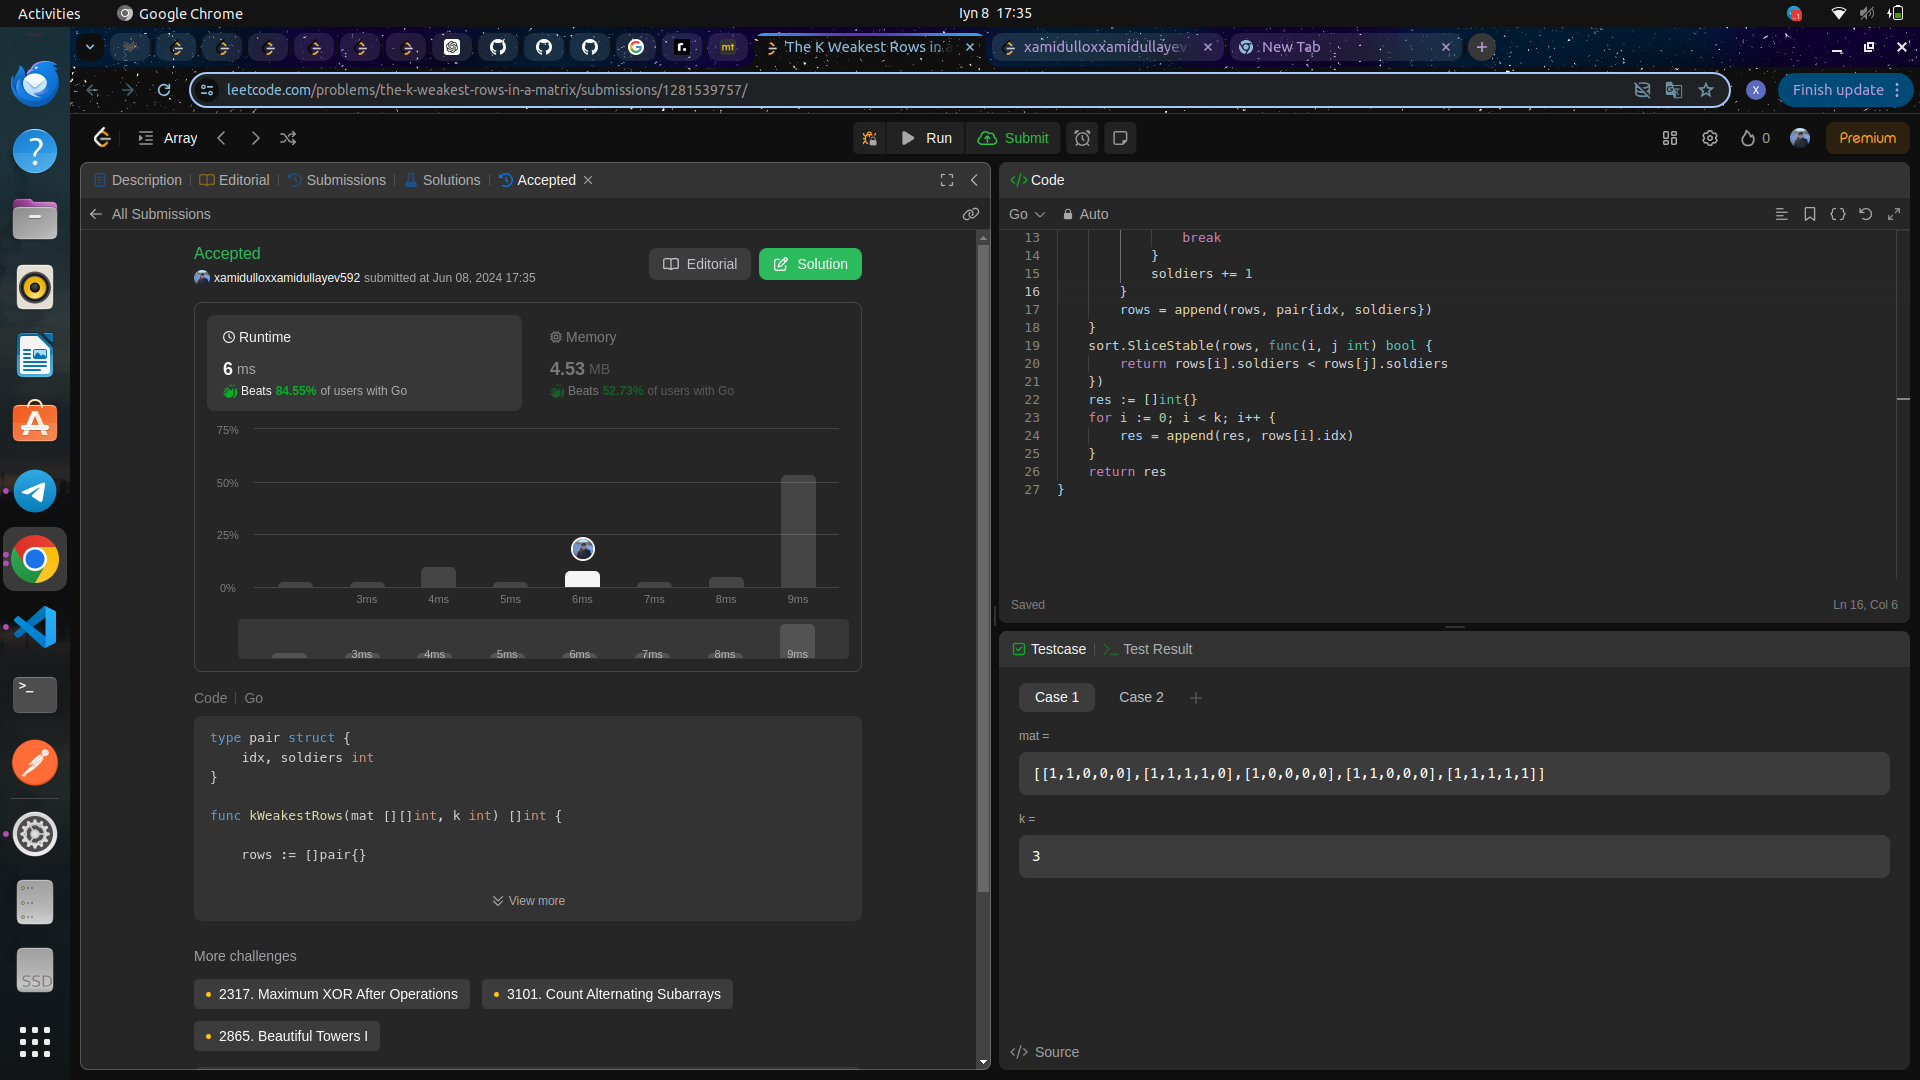 Activities
Google Chrome
Iyn 8 17:35
The K Weakest Rows in a
xamidulloxxamidullayev
New Tab
leetcode.com/problems/the-k-weakest-rows-in-a-matrix/submissions/1281539757/
X
Finish update
Array
Run
Submit
0
Premium
Description
Editorial
Submissions
Solutions
Accepted
All Submissions
Accepted
xamidulloxxamidullayev592 submitted at Jun 08, 2024 17:35
Editorial
Solution
Runtime
6 ms
Beats 84.55% of users with Go
Memory
4.53 MB
Beats 52.73% of users with Go
75%
50%
25%
0%
3ms 4ms 5ms 6ms 7ms 8ms 9ms
3ms 4ms 5ms 6ms 7ms 8ms 9ms
Code | Go
type pair struct {
    idx, soldiers int
}
func kWeakestRows(mat [][]int, k int) []int {
    rows := []pair{}
View more
More challenges
2317. Maximum XOR After Operations
3101. Count Alternating Subarrays
2865. Beautiful Towers I
Code
Go
Auto
13                 break
14             }
15             soldiers += 1
16         }
17         rows = append(rows, pair{idx, soldiers})
18     }
19     sort.SliceStable(rows, func(i, j int) bool {
20         return rows[i].soldiers < rows[j].soldiers
21     })
22     res := []int{}
23     for i := 0; i < k; i++ {
24         res = append(res, rows[i].idx)
25     }
26     return res
27 }
Saved
Ln 16, Col 6
Testcase
Test Result
Case 1
Case 2
mat =
[[1,1,0,0,0],[1,1,1,1,0],[1,0,0,0,0],[1,1,0,0,0],[1,1,1,1,1]]
k =
3
Source
SSD